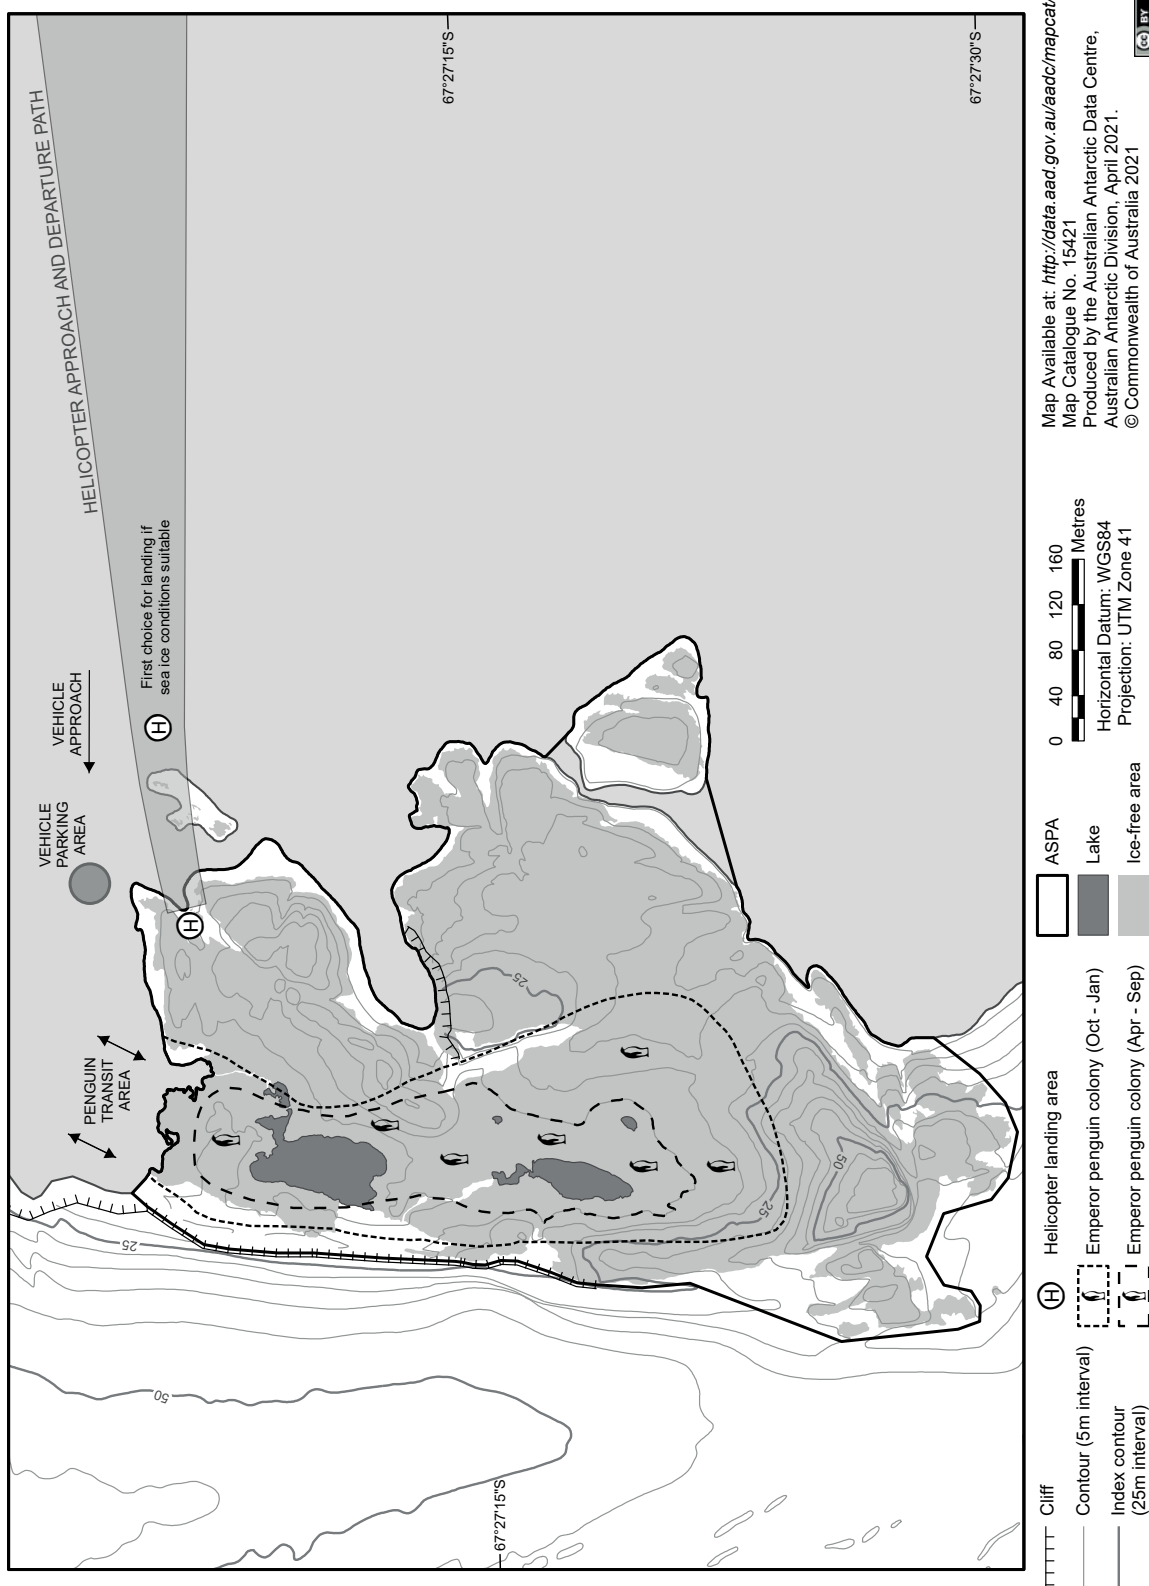 HELICOPTER APPROACH AND DEPARTURE PATH
First choice for landing if
sea ice conditions suitable
H
H
VEHICLE
APPROACH
VEHICLE
PARKING
AREA
PENGUIN
TRANSIT
AREA
67°27'15"S
67°27'30"S
67°27'15"S
25
25
25
50
50
Cliff
Contour (5m interval)
Index contour
(25m interval)
H
Helicopter landing area
Emperor penguin colony (Oct - Jan)
Emperor penguin colony (Apr - Sep)
ASPA
Lake
Ice-free area
0 40 80 120 160
Metres
Horizontal Datum: WGS84
Projection: UTM Zone 41
Map Available at: http://data.aad.gov.au/aadc/mapcat/
Map Catalogue No. 15421
Produced by the Australian Antarctic Data Centre,
Australian Antarctic Division, April 2021.
© Commonwealth of Australia 2021
cc BY